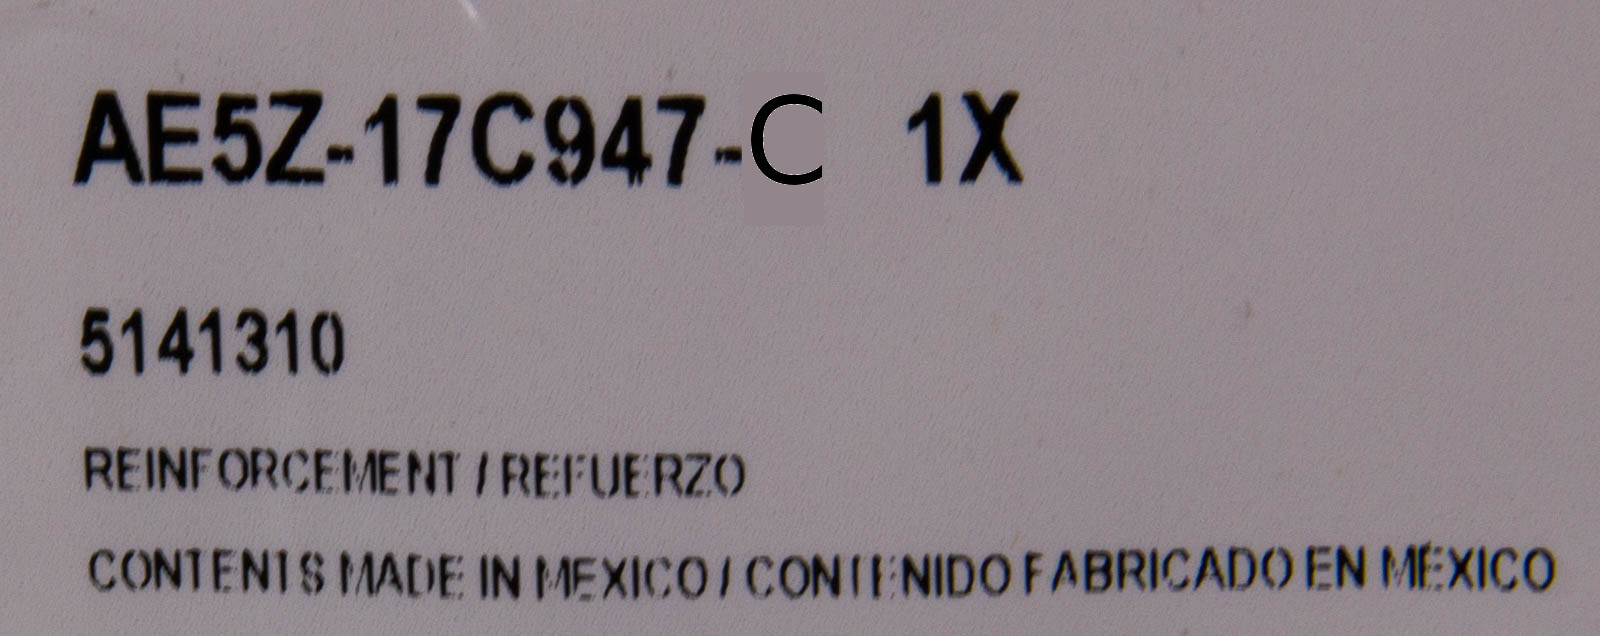 AE5Z-17C947-C 1X
5141310
REINFORCEMENT / REFUERZO
CONTENTS MADE IN MEXICO / CONTENIDO FABRICADO EN MÉXICO